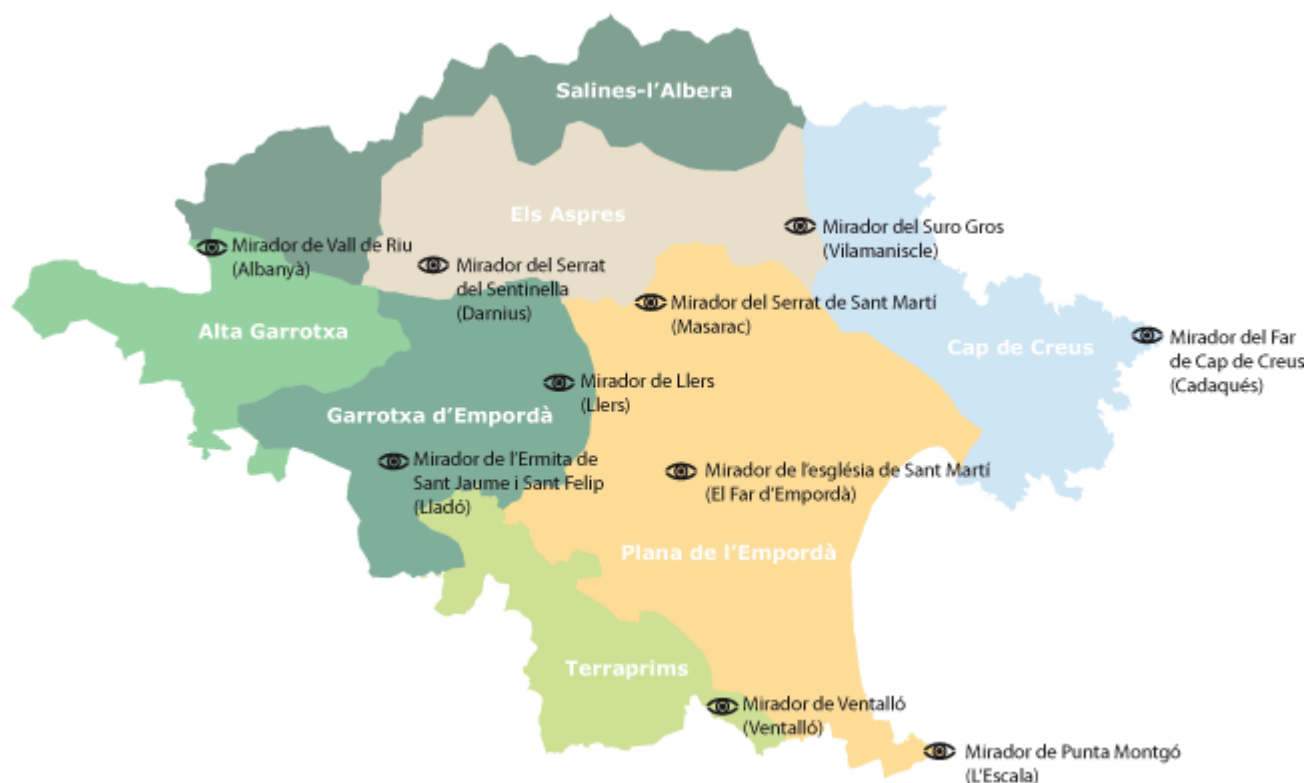 Salines-l'Albera
Els Aspres
Mirador del Suro Gros
(Vilamaniscle)
Mirador de Vall de Riu
(Albanyà)
Mirador del Serrat
del Sentinella
(Darnius)
Mirador del Serrat de Sant Martí
(Masarac)
Alta Garrotxa
Cap de Creus
Mirador del Far
de Cap de Creus
(Cadaqués)
Mirador de Llers
(Llers)
Garrotxa d'Empordà
Mirador de l'Ermita de
Sant Jaume i Sant Felip
(Lladó)
Mirador de l'església de Sant Martí
(El Far d'Empordà)
Plana de l'Empordà
Terraprims
Mirador de Ventalló
(Ventalló)
Mirador de Punta Montgó
(L'Escala)